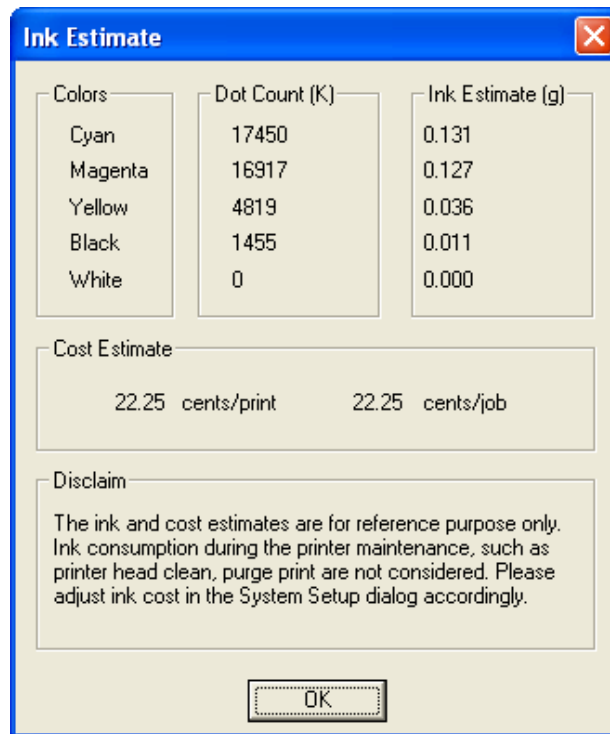 Ink Estimate
Colors Dot Count (K) Ink Estimate (g)
Cyan 17450 0.131
Magenta 16917 0.127
Yellow 4819 0.036
Black 1455 0.011
White 0 0.000
Cost Estimate
22.25 cents/print 22.25 cents/job
Disclaim
The ink and cost estimates are for reference purpose only.
Ink consumption during the printer maintenance, such as
printer head clean, purge print are not considered. Please
adjust ink cost in the System Setup dialog accordingly.
OK